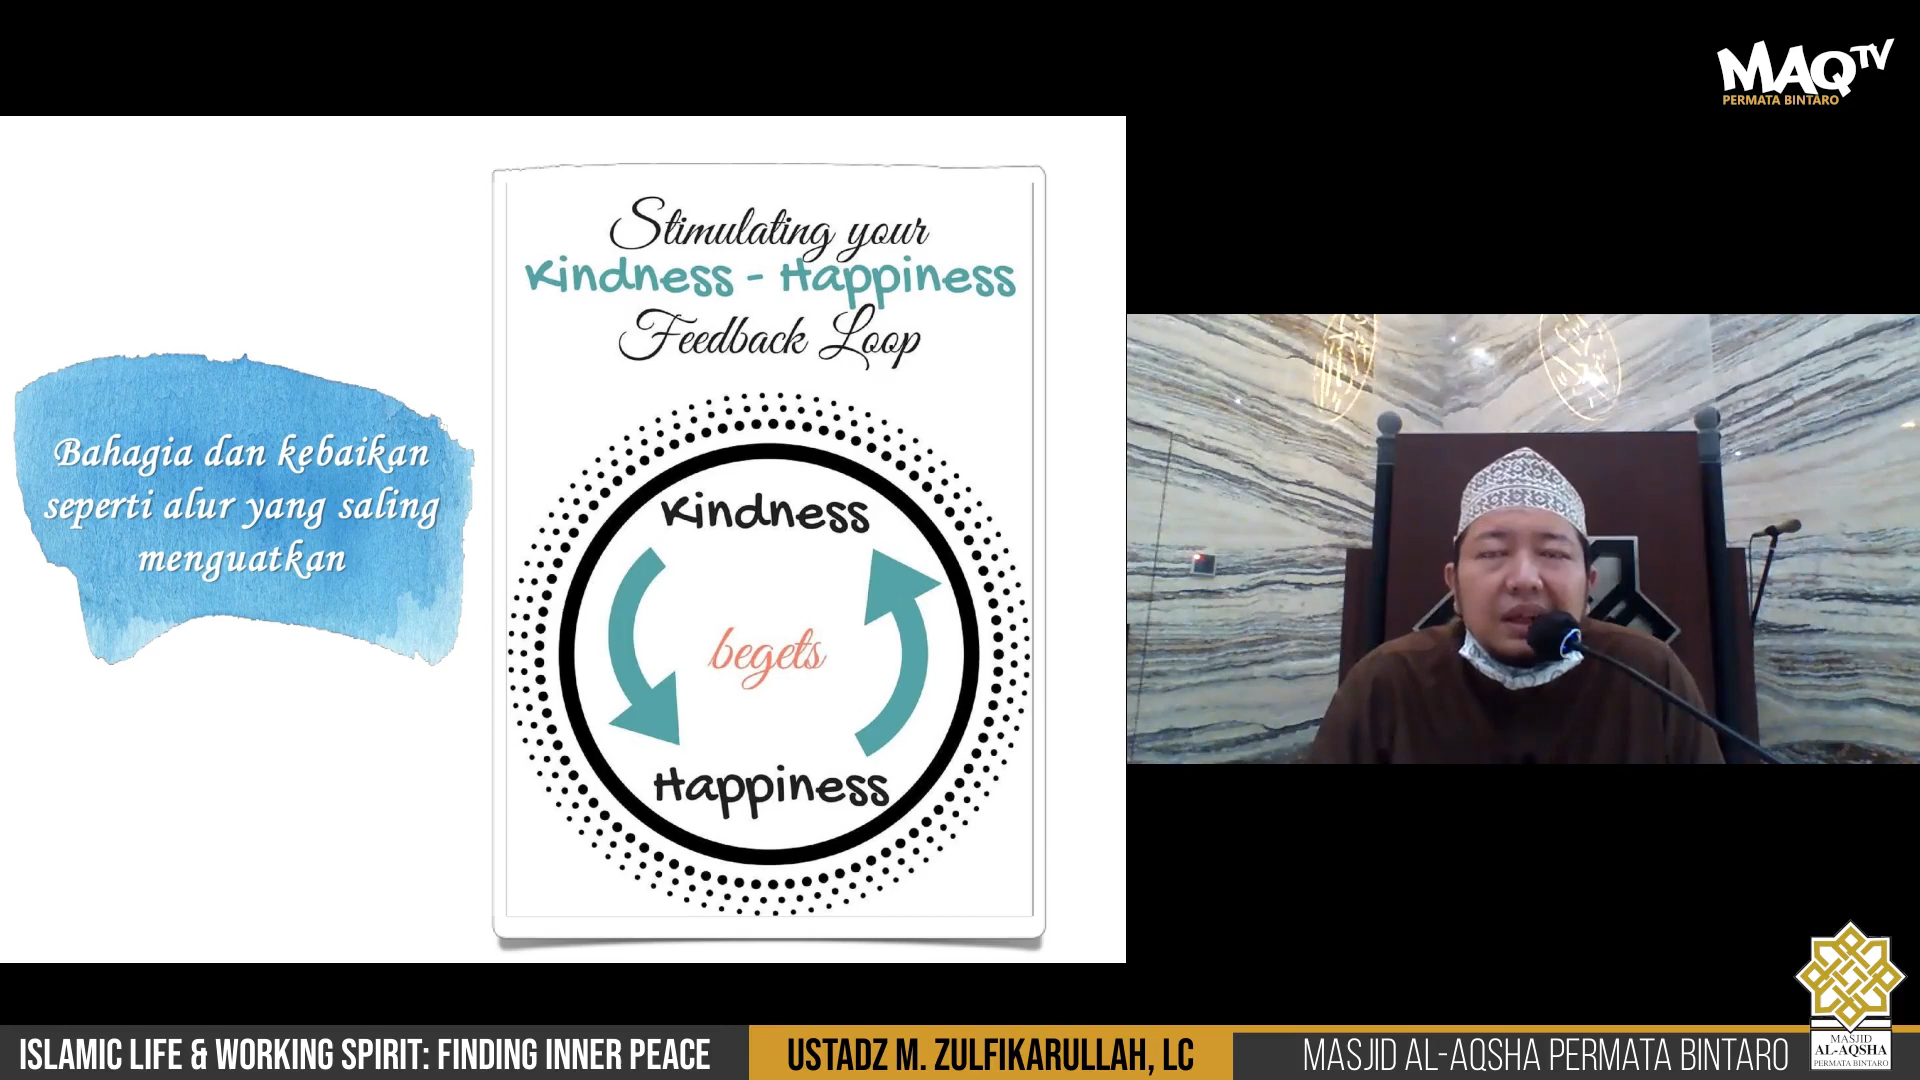 MAQ TV
PERMATA BINTARO
Stimulating your
Kindness - Happiness
Feedback Loop
Bahagia dan kebaikan
seperti alur yang saling
menguatkan
Kindness
begets
Happiness
ISLAMIC LIFE & WORKING SPIRIT: FINDING INNER PEACE
USTADZ M. ZULFIKARULLAH, LC
MASJID AL-AQSHA PERMATA BINTARO
MASJID
AL-AQSHA
PERMATA BINTARO